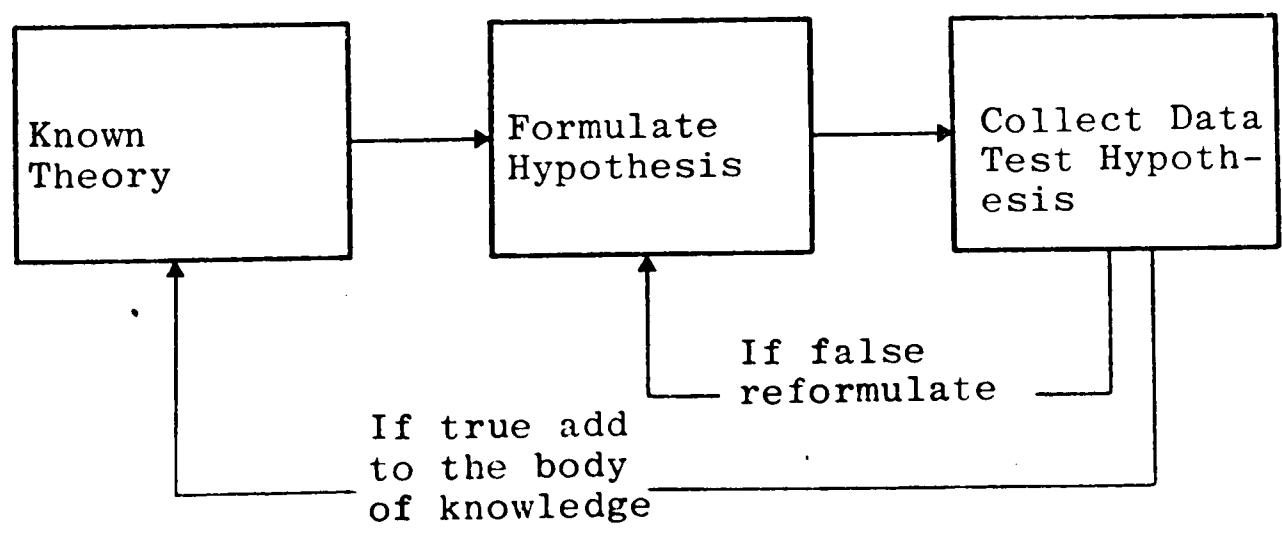 Known
Theory
Formulate
Hypothesis
Collect Data
Test Hypoth-
esis
If false
reformulate
If true add
to the body
of knowledge